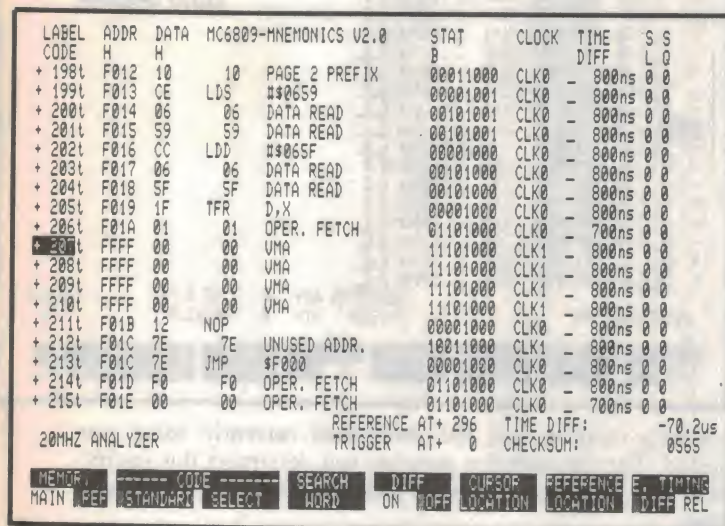 LABEL ADDR DATA MC6809-MNEMONICS V2.0 STAT CLOCK TIME S S
CODE H H B DIFF L Q
+ 198t F012 10 10 PAGE 2 PREFIX 00011000 CLK0 _ 800ns 0 0
+ 199t F013 CE LDS #$0659 00001001 CLK0 _ 800ns 0 0
+ 200t F014 06 06 DATA READ 00101001 CLK0 _ 800ns 0 0
+ 201t F015 59 59 DATA READ 00101001 CLK0 _ 800ns 0 0
+ 202t F016 CC LDD #$065F 00001000 CLK0 _ 800ns 0 0
+ 203t F017 06 06 DATA READ 00101000 CLK0 _ 800ns 0 0
+ 204t F018 5F 5F DATA READ 00101000 CLK0 _ 800ns 0 0
+ 205t F019 1F TFR D,X 00001000 CLK0 _ 800ns 0 0
+ 206t F01A 01 01 OPER. FETCH 01101000 CLK0 _ 700ns 0 0
+ 207t FFFF 00 00 VMA 11101000 CLK1 _ 800ns 0 0
+ 208t FFFF 00 00 VMA 11101000 CLK1 _ 800ns 0 0
+ 209t FFFF 00 00 VMA 11101000 CLK1 _ 800ns 0 0
+ 210t FFFF 00 00 VMA 11101000 CLK1 _ 800ns 0 0
+ 211t F01B 12 NOP 00001000 CLK0 _ 800ns 0 0
+ 212t F01C 7E 7E UNUSED ADDR. 10011000 CLK1 _ 800ns 0 0
+ 213t F01C 7E JMP $F000 00001000 CLK0 _ 800ns 0 0
+ 214t F01D F0 F0 OPER. FETCH 01101000 CLK0 _ 800ns 0 0
+ 215t F01E 00 00 OPER. FETCH 01101000 CLK0 _ 700ns 0 0
REFERENCE AT+ 296 TIME DIFF: -70.2us
20MHZ ANALYZER TRIGGER AT+ 0 CHECKSUM: 0565
MEMORY ------ CODE ------- SEARCH DIFF CURSOR REFERENCE E. TIMING
MAIN REF STANDARD SELECT WORD ON OFF LOCATION LOCATION DIFF REL